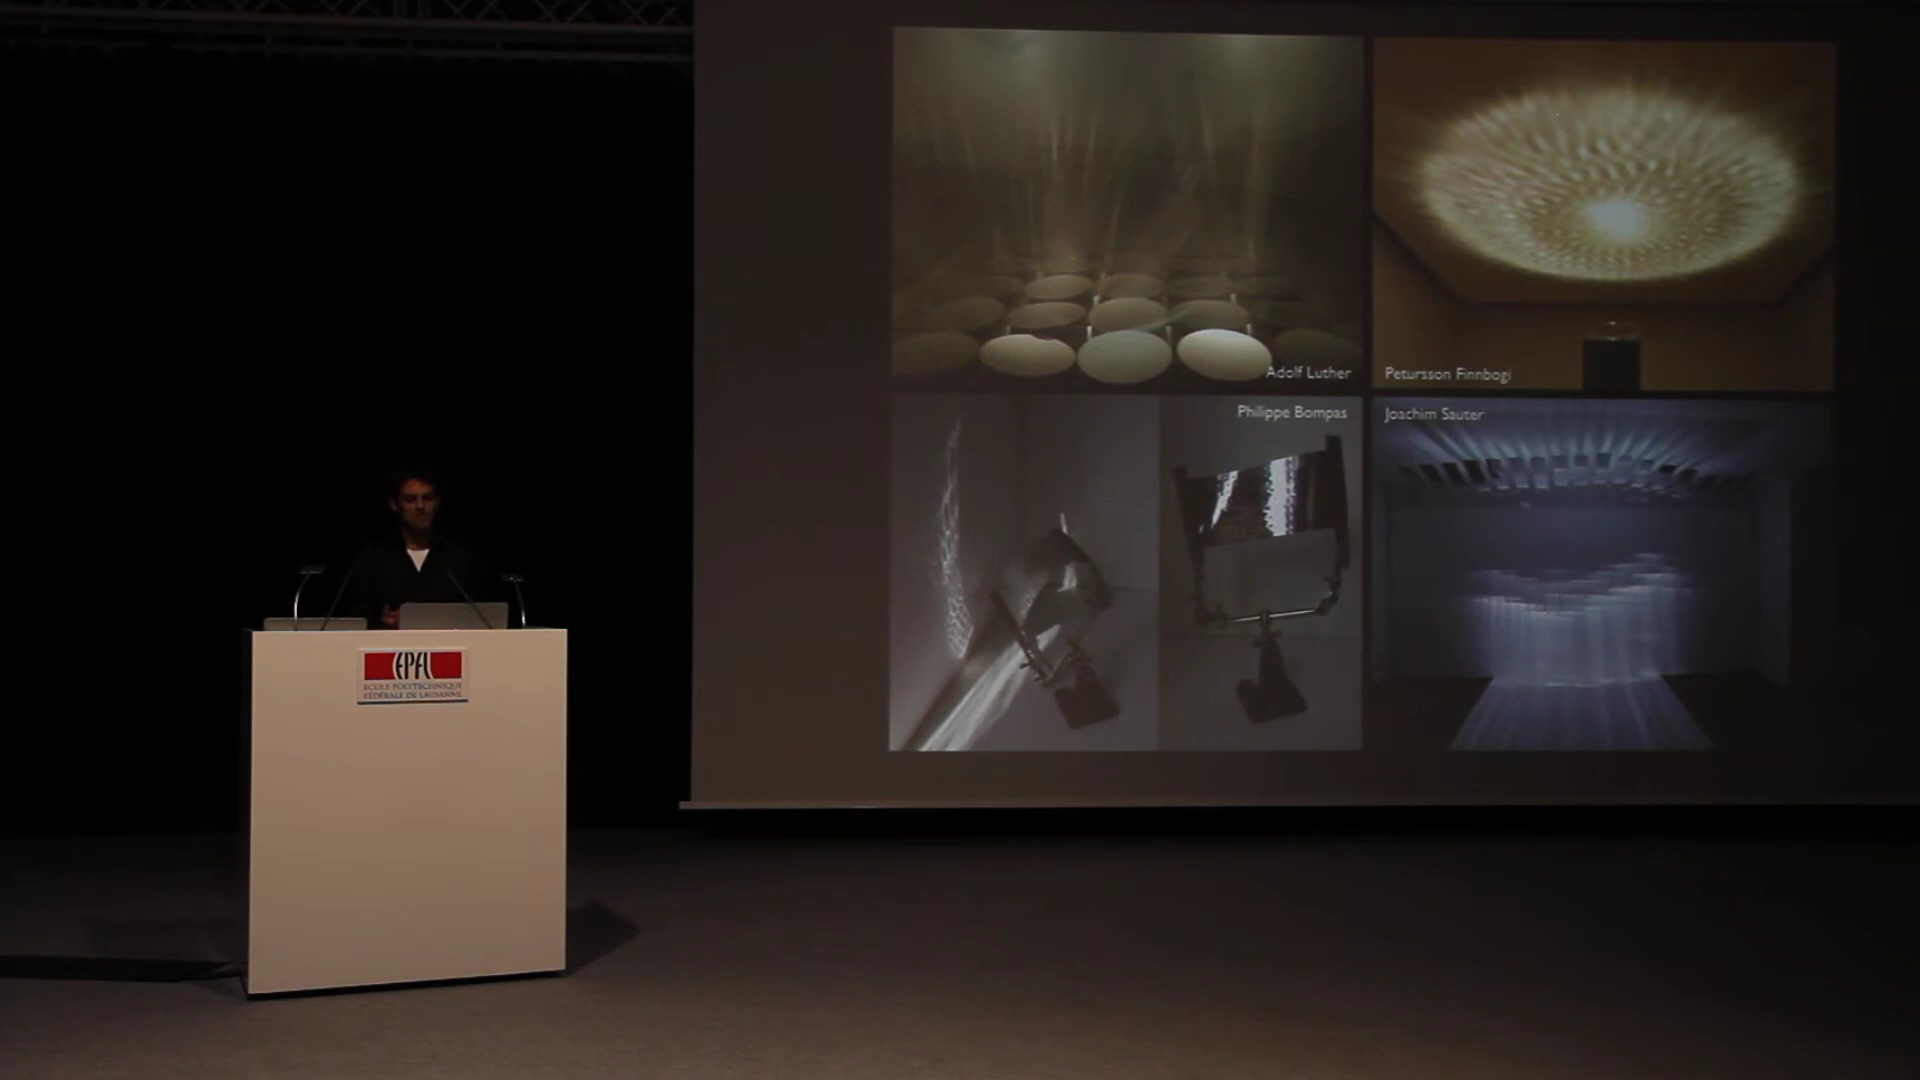 Adolf Luther
Petursson Finnbogi
Philippe Bompas
Joachim Sauter
EPFL
ECOLE POLYTECHNIQUE
FÉDÉRALE DE LAUSANNE